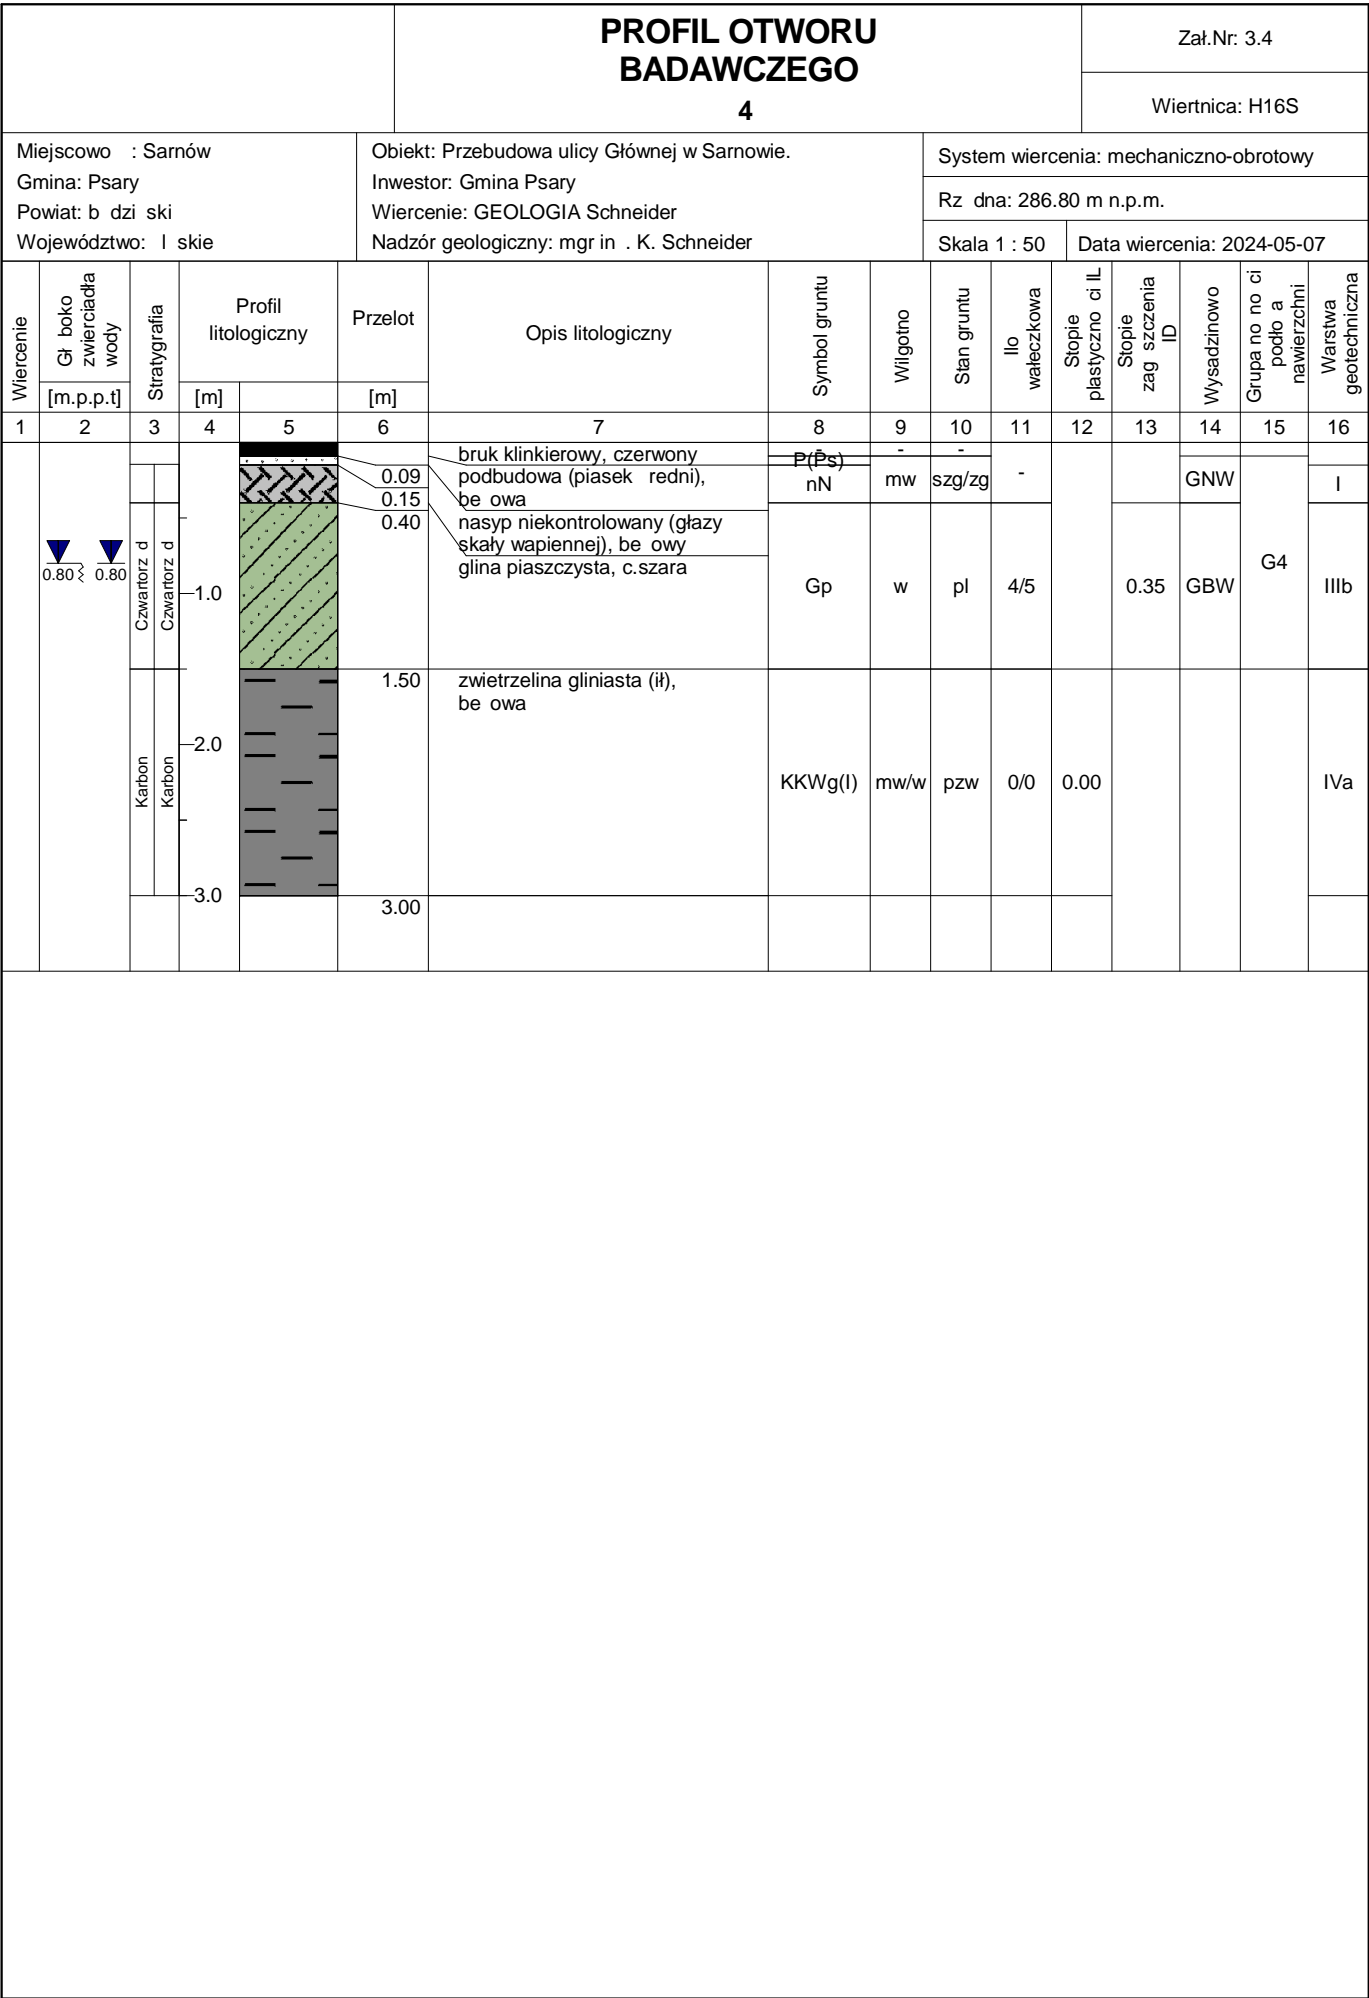 PROFIL OTWORU
BADAWCZEGO
4
Zał.Nr: 3.4
Wiertnica: H16S
Miejscowo : Sarnów
Gmina: Psary
Powiat: b dzi ski
Województwo: l skie
Obiekt: Przebudowa ulicy Głównej w Sarnowie.
Inwestor: Gmina Psary
Wiercenie: GEOLOGIA Schneider
Nadzór geologiczny: mgr in . K. Schneider
System wiercenia: mechaniczno-obrotowy
Rz dna: 286.80 m n.p.m.
Skala 1 : 50
Data wiercenia: 2024-05-07
Wiercenie
Gł boko
zwierciadła
wody
[m.p.p.t]
Stratygrafia
Profil
litologiczny
[m]
Przelot
[m]
Opis litologiczny
Symbol gruntu
Wilgotno
Stan gruntu
Ilo
wałeczkowa
Stopie
plastyczno ci IL
Stopie
zag szczenia
ID
Wysadzinowo
Grupa no no ci
podło a
nawierzchni
Warstwa
geotechniczna
1 2 3 4 5 6 7 8 9 10 11 12 13 14 15 16
bruk klinkierowy, czerwony
- - -
0.09
podbudowa (piasek redni),
be owa
P(Ps)
0.15
nasyp niekontrolowany (głazy
skały wapiennej), be owy
nN mw szg/zg - GNW I
0.40
glina piaszczysta, c.szara
0.80 0.80
Czwartorz d
Czwartorz d
1.0
Gp w pl 4/5 0.35 GBW G4 IIIb
1.50
zwietrzelina gliniasta (ił),
be owa
2.0
Karbon
Karbon
KKWg(I) mw/w pzw 0/0 0.00 IVa
3.0
3.00